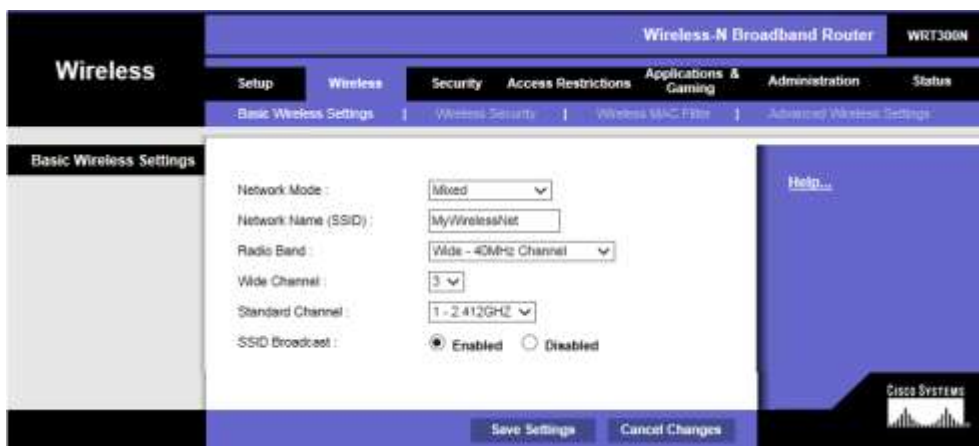 Wireless-N Broadband Router WRT300N
Wireless
Setup Wireless Security Access Restrictions Applications & Gaming Administration Status
Basic Wireless Settings | Wireless Security | Wireless MAC Filter | Advanced Wireless Settings
Basic Wireless Settings
Help...
Network Mode : Mixed
Network Name (SSID) : MyWirelessNet
Radio Band : Wide - 40MHz Channel
Wide Channel : 3
Standard Channel : 1 - 2.412GHZ
SSID Broadcast : Enabled Disabled
CISCO SYSTEMS
Save Settings Cancel Changes